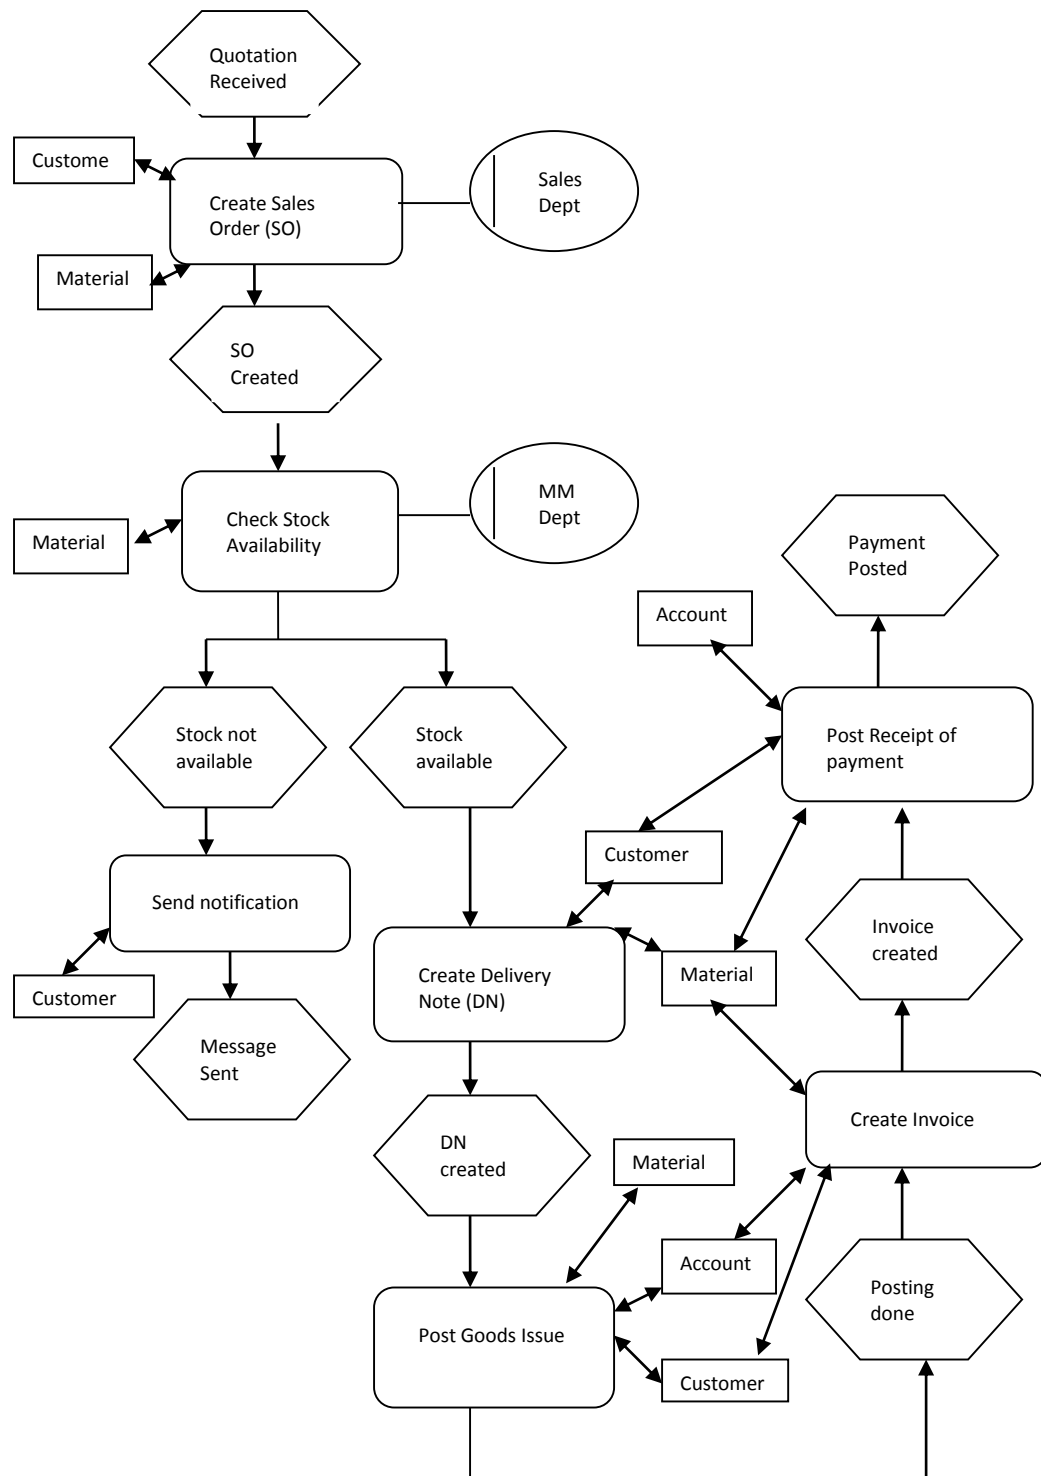 Quotation
Received
Custome
Create Sales
Order (SO)
Sales
Dept
Material
SO
Created
Check Stock
Availability
MM
Dept
Material
Payment
Posted
Account
Stock not
available
Stock
available
Post Receipt of
payment
Customer
Send notification
Invoice
created
Customer
Create Delivery
Note (DN)
Material
Message
Sent
Create Invoice
DN
created
Material
Account
Posting
done
Post Goods Issue
Customer